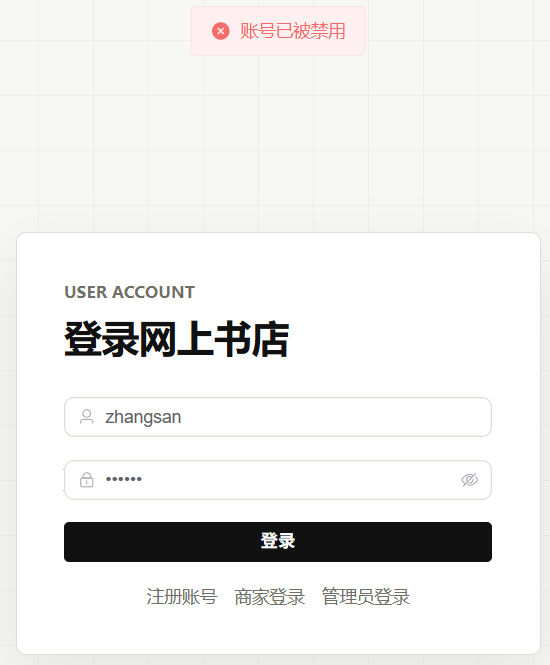 账号已被禁用
USER ACCOUNT
登录网上书店
zhangsan
••••••
登录
注册账号 商家登录 管理员登录